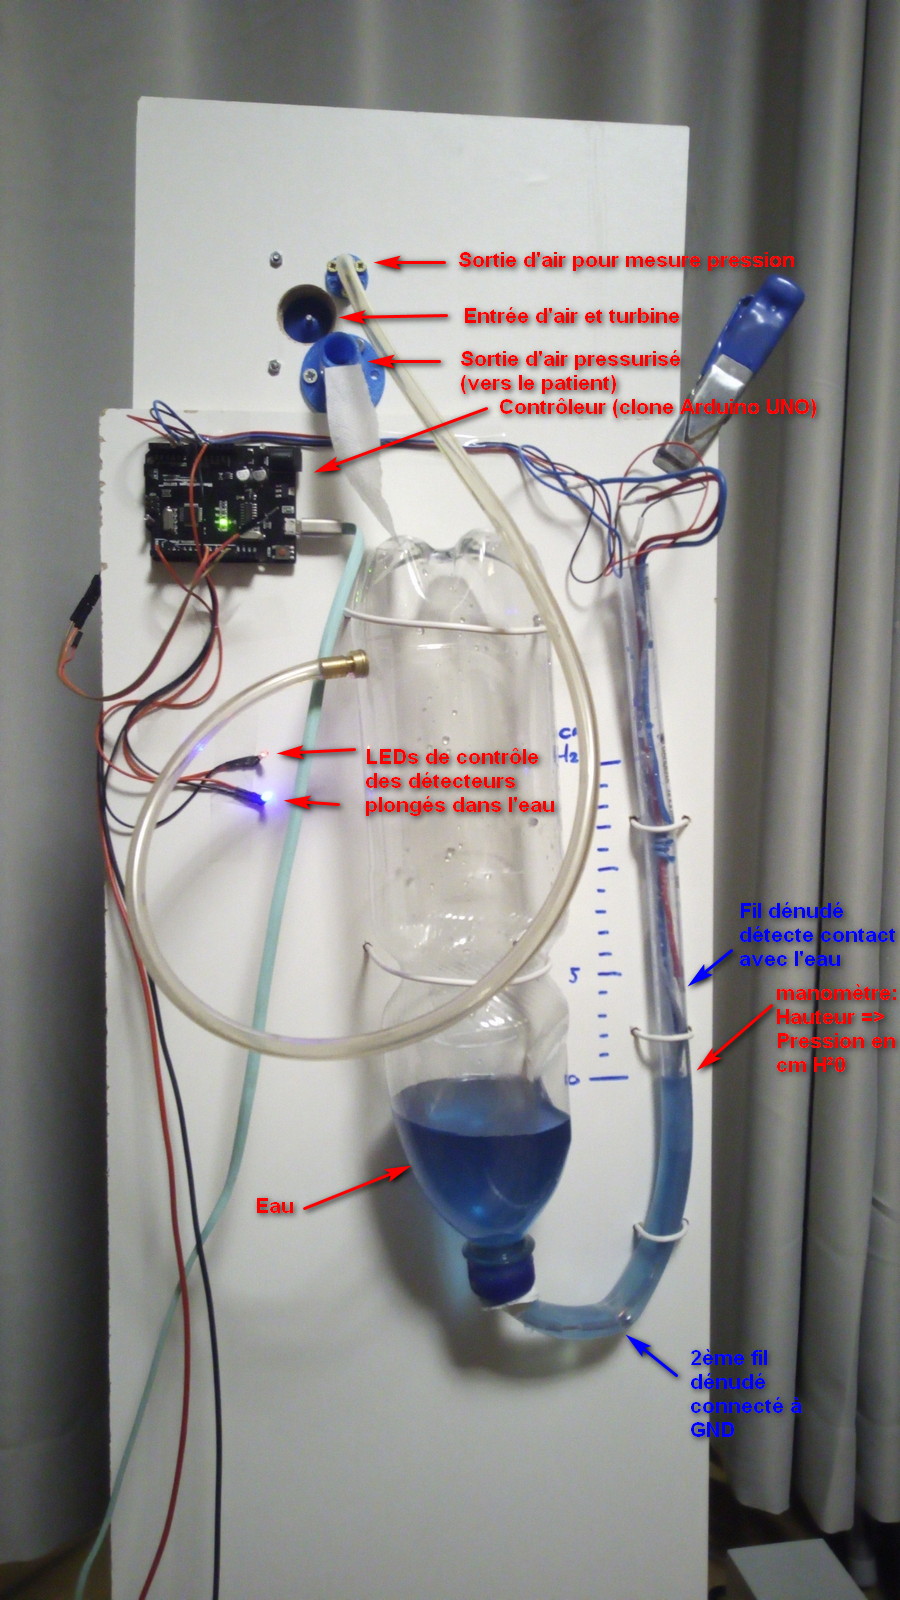 Sortie d'air pour mesure pression
Entrée d'air et turbine
Sortie d'air pressurisé
(vers le patient)
Contrôleur (clone Arduino UNO)
LEDs de contrôle
des détecteurs
plongés dans l'eau
Fil dénudé
détecte contact
avec l'eau
5
manomètre:
Hauteur =>
Pression en
cm H²0
10
Eau
2ème fil
dénudé
connecté à
GND